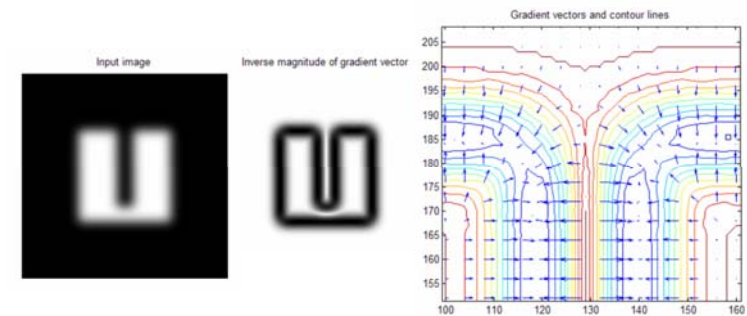 Gradient vectors and contour lines
Input image
Inverse magnitude of gradient vector
205
200
195
190
185
180
175
170
165
160
155
100 110 120 130 140 150 160